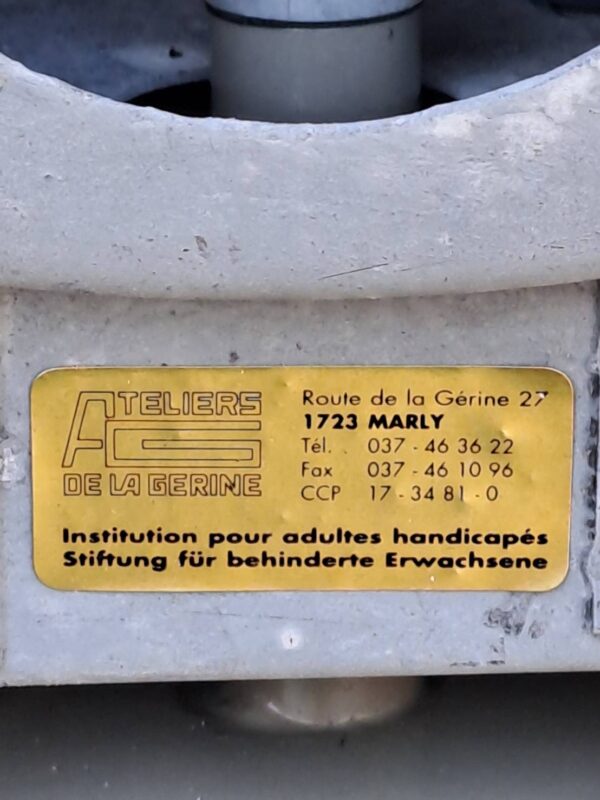 ATELIERS
AG
DE LA GERINE
Route de la Gérine 27
1723 MARLY
Tél. . 037 - 46 36 22
Fax 037 - 46 10 96
CCP 17 - 34 81 - 0
Institution pour adultes handicapés
Stiftung für behinderte Erwachsene